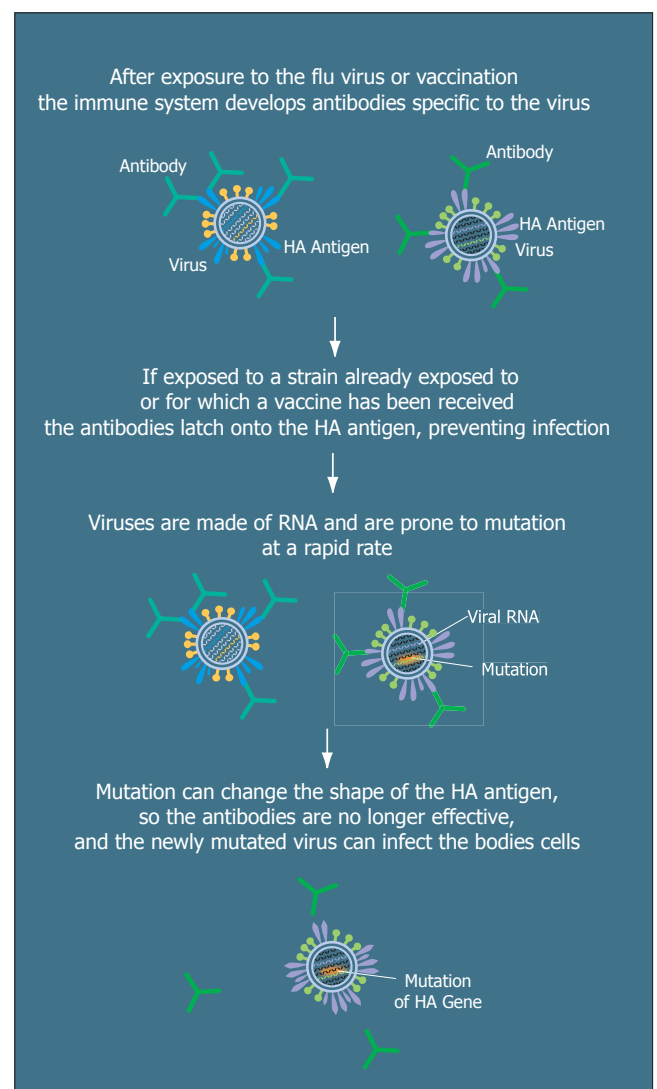 After exposure to the flu virus or vaccination
the immune system develops antibodies specific to the virus
Antibody
Virus
HA Antigen
Antibody
HA Antigen
Virus
If exposed to a strain already exposed to
or for which a vaccine has been received
the antibodies latch onto the HA antigen, preventing infection
Viruses are made of RNA and are prone to mutation
at a rapid rate
Viral RNA
Mutation
Mutation can change the shape of the HA antigen,
so the antibodies are no longer effective,
and the newly mutated virus can infect the bodies cells
Mutation
of HA Gene